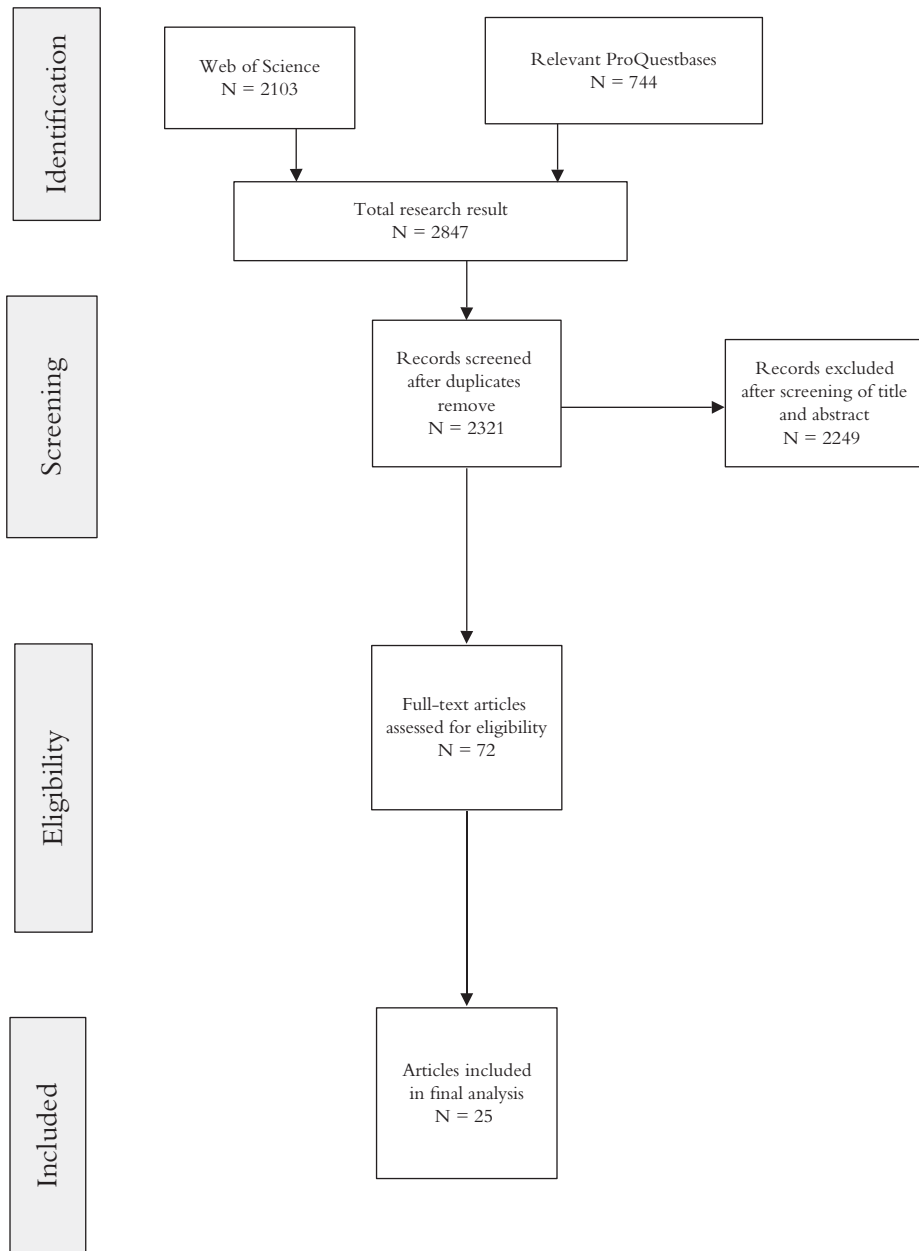 Identification
Web of Science
N = 2103
Relevant ProQuestbases
N = 744
Total research result
N = 2847
Screening
Records screened
after duplicates
remove
N = 2321
Records excluded
after screening of title
and abstract
N = 2249
Eligibility
Full-text articles
assessed for eligibility
N = 72
Included
Articles included
in final analysis
N = 25